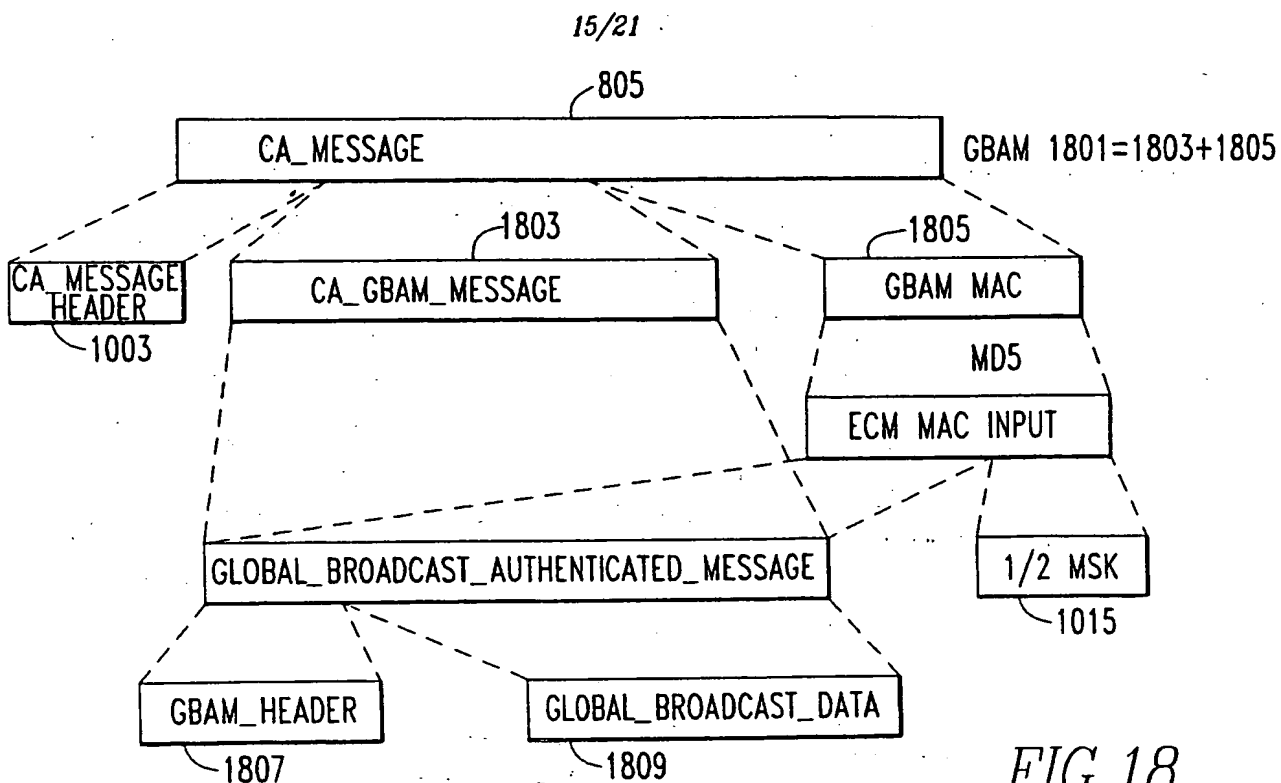 15/21
805
CA_MESSAGE
GBAM 1801=1803+1805
1803
1805
CA_MESSAGE
HEADER
CA_GBAM_MESSAGE
GBAM MAC
1003
MD5
ECM MAC INPUT
GLOBAL_BROADCAST_AUTHENTICATED_MESSAGE
1/2 MSK
1015
GBAM_HEADER
GLOBAL_BROADCAST_DATA
1807
1809
FIG. 18